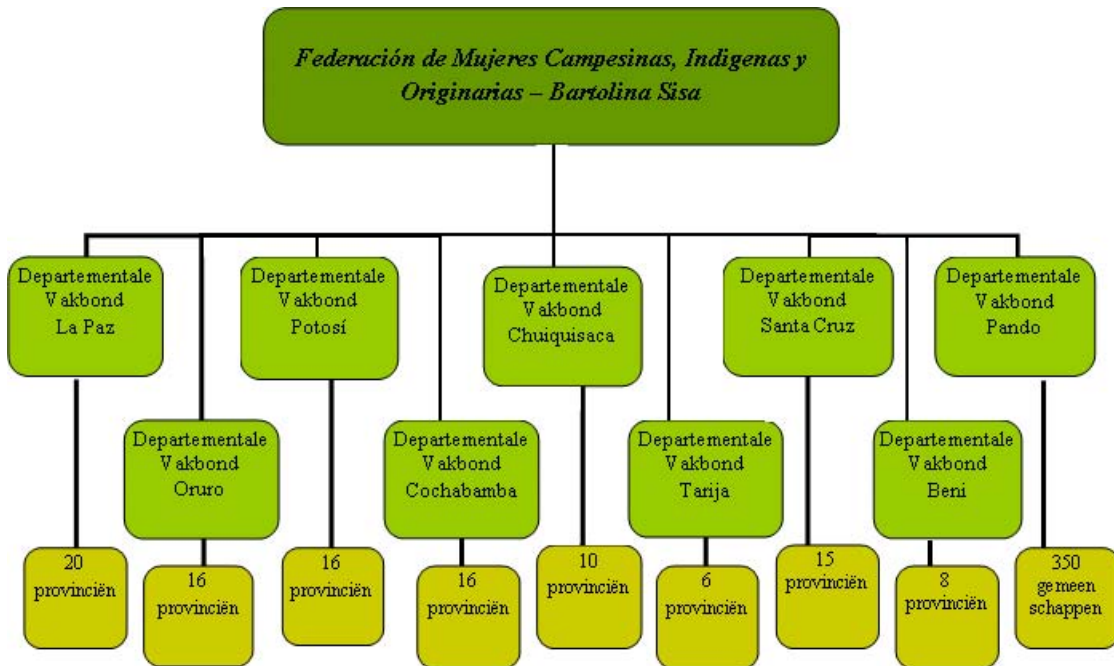 Federación de Mujeres Campesinas, Indigenas y
Originarias – Bartolina Sisa
Departementale
Vakbond
La Paz
Departementale
Vakbond
Potosí
Departementale
Vakbond
Chuiquisaca
Departementale
Vakbond
Santa Cruz
Departementale
Vakbond
Pando
Departementale
Vakbond
Oruro
Departementale
Vakbond
Cochabamba
Departementale
Vakbond
Tarija
Departementale
Vakbond
Beni
20
provinciën
16
provinciën
16
provinciën
16
provinciën
10
provinciën
6
provinciën
15
provinciën
8
provinciën
350
gemeen
schappen